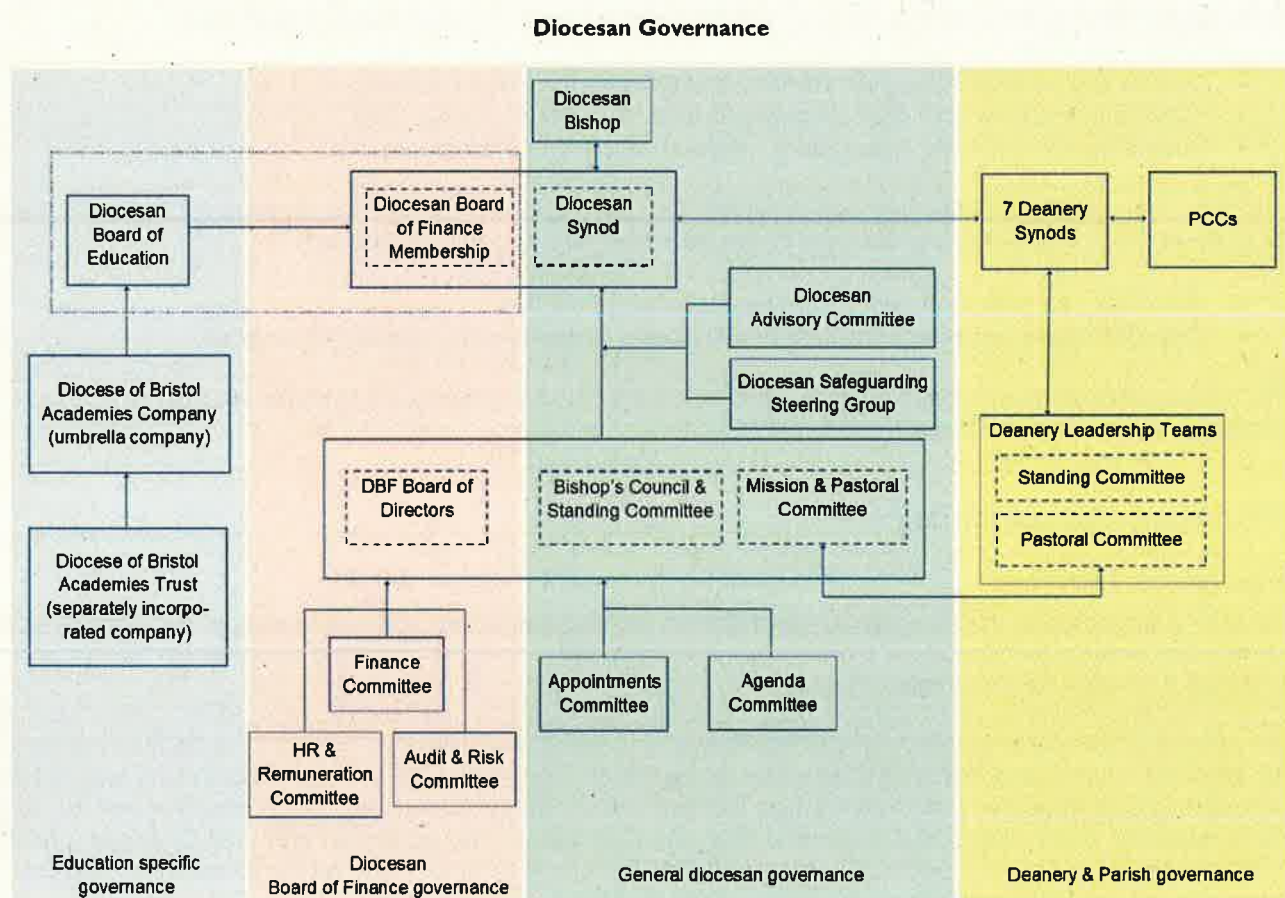 Diocesan Governance
Diocesan
Bishop
Diocesan
Board of
Education
Diocesan Board
of Finance
Membership
Diocesan
Synod
7 Deanery
Synods
PCCs
Diocesan
Advisory Committee
Diocesan Safeguarding
Steering Group
Diocese of Bristol
Academies Company
(umbrella company)
Diocese of Bristol
Academies Trust
(separately incorpo-
rated company)
DBF Board of
Directors
Bishop's Council &
Standing Committee
Mission & Pastoral
Committee
Deanery Leadership Teams
Standing Committee
Pastoral Committee
Finance
Committee
HR &
Remuneration
Committee
Audit & Risk
Committee
Appointments
Committee
Agenda
Committee
Education specific
governance
Diocesan
Board of Finance governance
General diocesan governance
Deanery & Parish governance